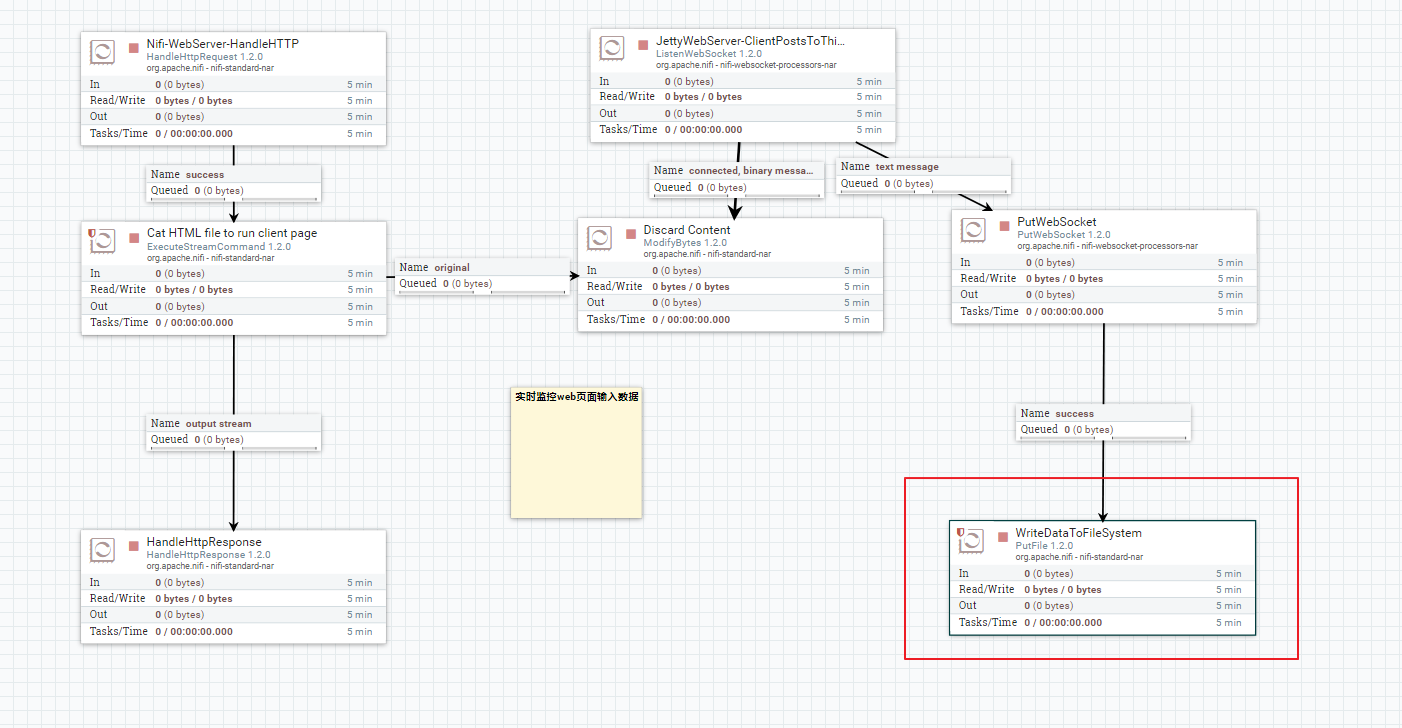 Nifi-WebServer-HandleHTTP
HandleHttpRequest 1.2.0
org.apache.nifi - nifi-standard-nar
In 0 (0 bytes) 5 min
Read/Write 0 bytes / 0 bytes 5 min
Out 0 (0 bytes) 5 min
Tasks/Time 0 / 00:00:00.000 5 min
JettyWebServer-ClientPostsToThi...
ListenWebSocket 1.2.0
org.apache.nifi - nifi-websocket-processors-nar
In 0 (0 bytes) 5 min
Read/Write 0 bytes / 0 bytes 5 min
Out 0 (0 bytes) 5 min
Tasks/Time 0 / 00:00:00.000 5 min
Name success
Queued 0 (0 bytes)
Name connected, binary messa...
Queued 0 (0 bytes)
Name text message
Queued 0 (0 bytes)
Cat HTML file to run client page
ExecuteStreamCommand 1.2.0
org.apache.nifi - nifi-standard-nar
In 0 (0 bytes) 5 min
Read/Write 0 bytes / 0 bytes 5 min
Out 0 (0 bytes) 5 min
Tasks/Time 0 / 00:00:00.000 5 min
Name original
Queued 0 (0 bytes)
Discard Content
ModifyBytes 1.2.0
org.apache.nifi - nifi-standard-nar
In 0 (0 bytes) 5 min
Read/Write 0 bytes / 0 bytes 5 min
Out 0 (0 bytes) 5 min
Tasks/Time 0 / 00:00:00.000 5 min
PutWebSocket
PutWebSocket 1.2.0
org.apache.nifi - nifi-websocket-processors-nar
In 0 (0 bytes) 5 min
Read/Write 0 bytes / 0 bytes 5 min
Out 0 (0 bytes) 5 min
Tasks/Time 0 / 00:00:00.000 5 min
实时监控web页面输入数据
Name output stream
Queued 0 (0 bytes)
Name success
Queued 0 (0 bytes)
HandleHttpResponse
HandleHttpResponse 1.2.0
org.apache.nifi - nifi-standard-nar
In 0 (0 bytes) 5 min
Read/Write 0 bytes / 0 bytes 5 min
Out 0 (0 bytes) 5 min
Tasks/Time 0 / 00:00:00.000 5 min
WriteDataToFileSystem
PutFile 1.2.0
org.apache.nifi - nifi-standard-nar
In 0 (0 bytes) 5 min
Read/Write 0 bytes / 0 bytes 5 min
Out 0 (0 bytes) 5 min
Tasks/Time 0 / 00:00:00.000 5 min